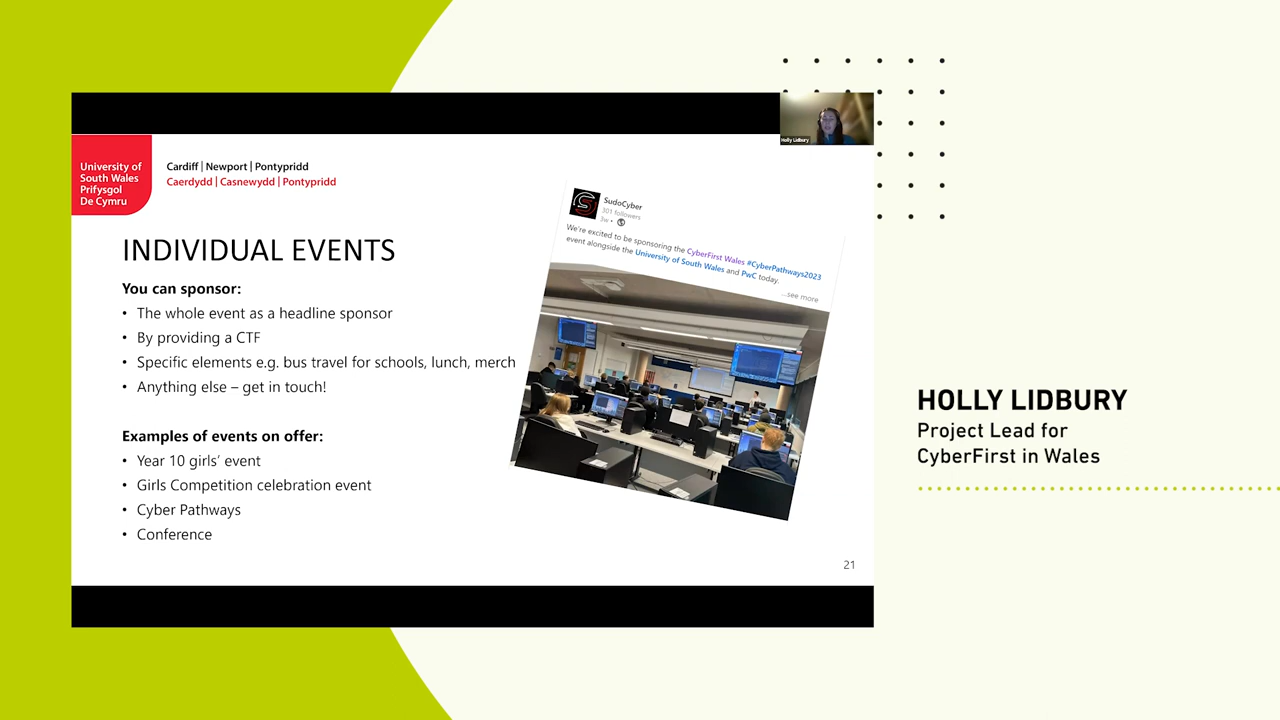 Holly Lidbury
University of
South Wales
Prifysgol
De Cymru
Cardiff | Newport | Pontypridd
Caerdydd | Casnewydd | Pontypridd
INDIVIDUAL EVENTS
You can sponsor:
• The whole event as a headline sponsor
• By providing a CTF
• Specific elements e.g. bus travel for schools, lunch, merch
• Anything else – get in touch!
Examples of events on offer:
• Year 10 girls’ event
• Girls Competition celebration event
• Cyber Pathways
• Conference
SudoCyber
301 followers
3w •
We're excited to be sponsoring the CyberFirst Wales #CyberPathways2023
event alongside the University of South Wales and PwC today.
...see more
21
HOLLY LIDBURY
Project Lead for
CyberFirst in Wales